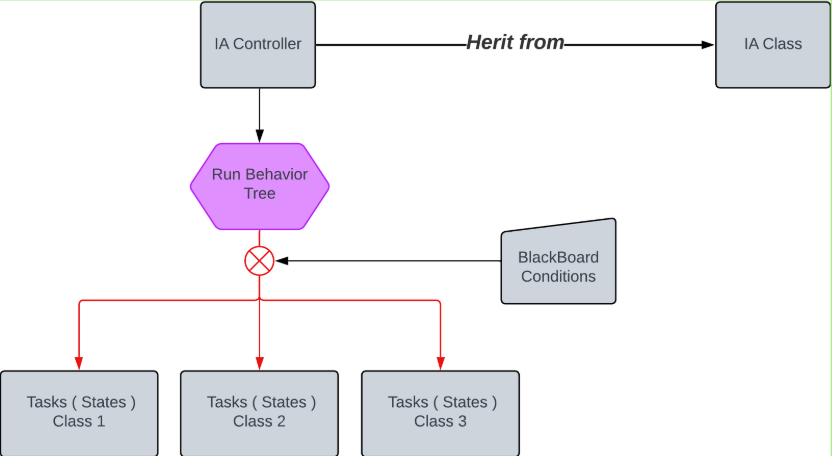 IA Controller
Herit from
IA Class
Run Behavior
Tree
BlackBoard
Conditions
Tasks ( States )
Class 1
Tasks ( States )
Class 2
Tasks ( States )
Class 3